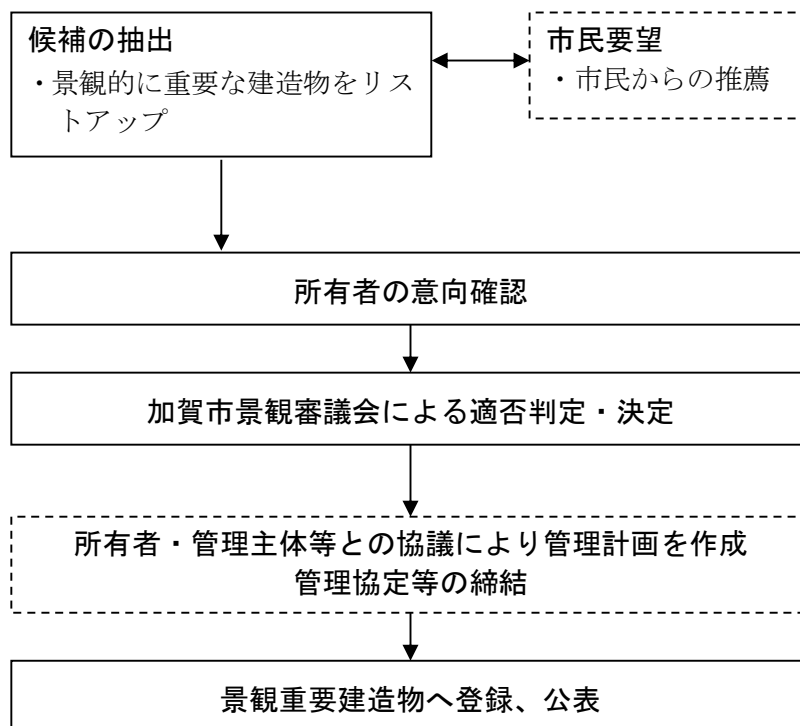 候補の抽出
・景観的に重要な建造物をリス
トアップ
市民要望
・市民からの推薦
所有者の意向確認
加賀市景観審議会による適否判定・決定
所有者・管理主体等との協議により管理計画を作成
管理協定等の締結
景観重要建造物へ登録、公表